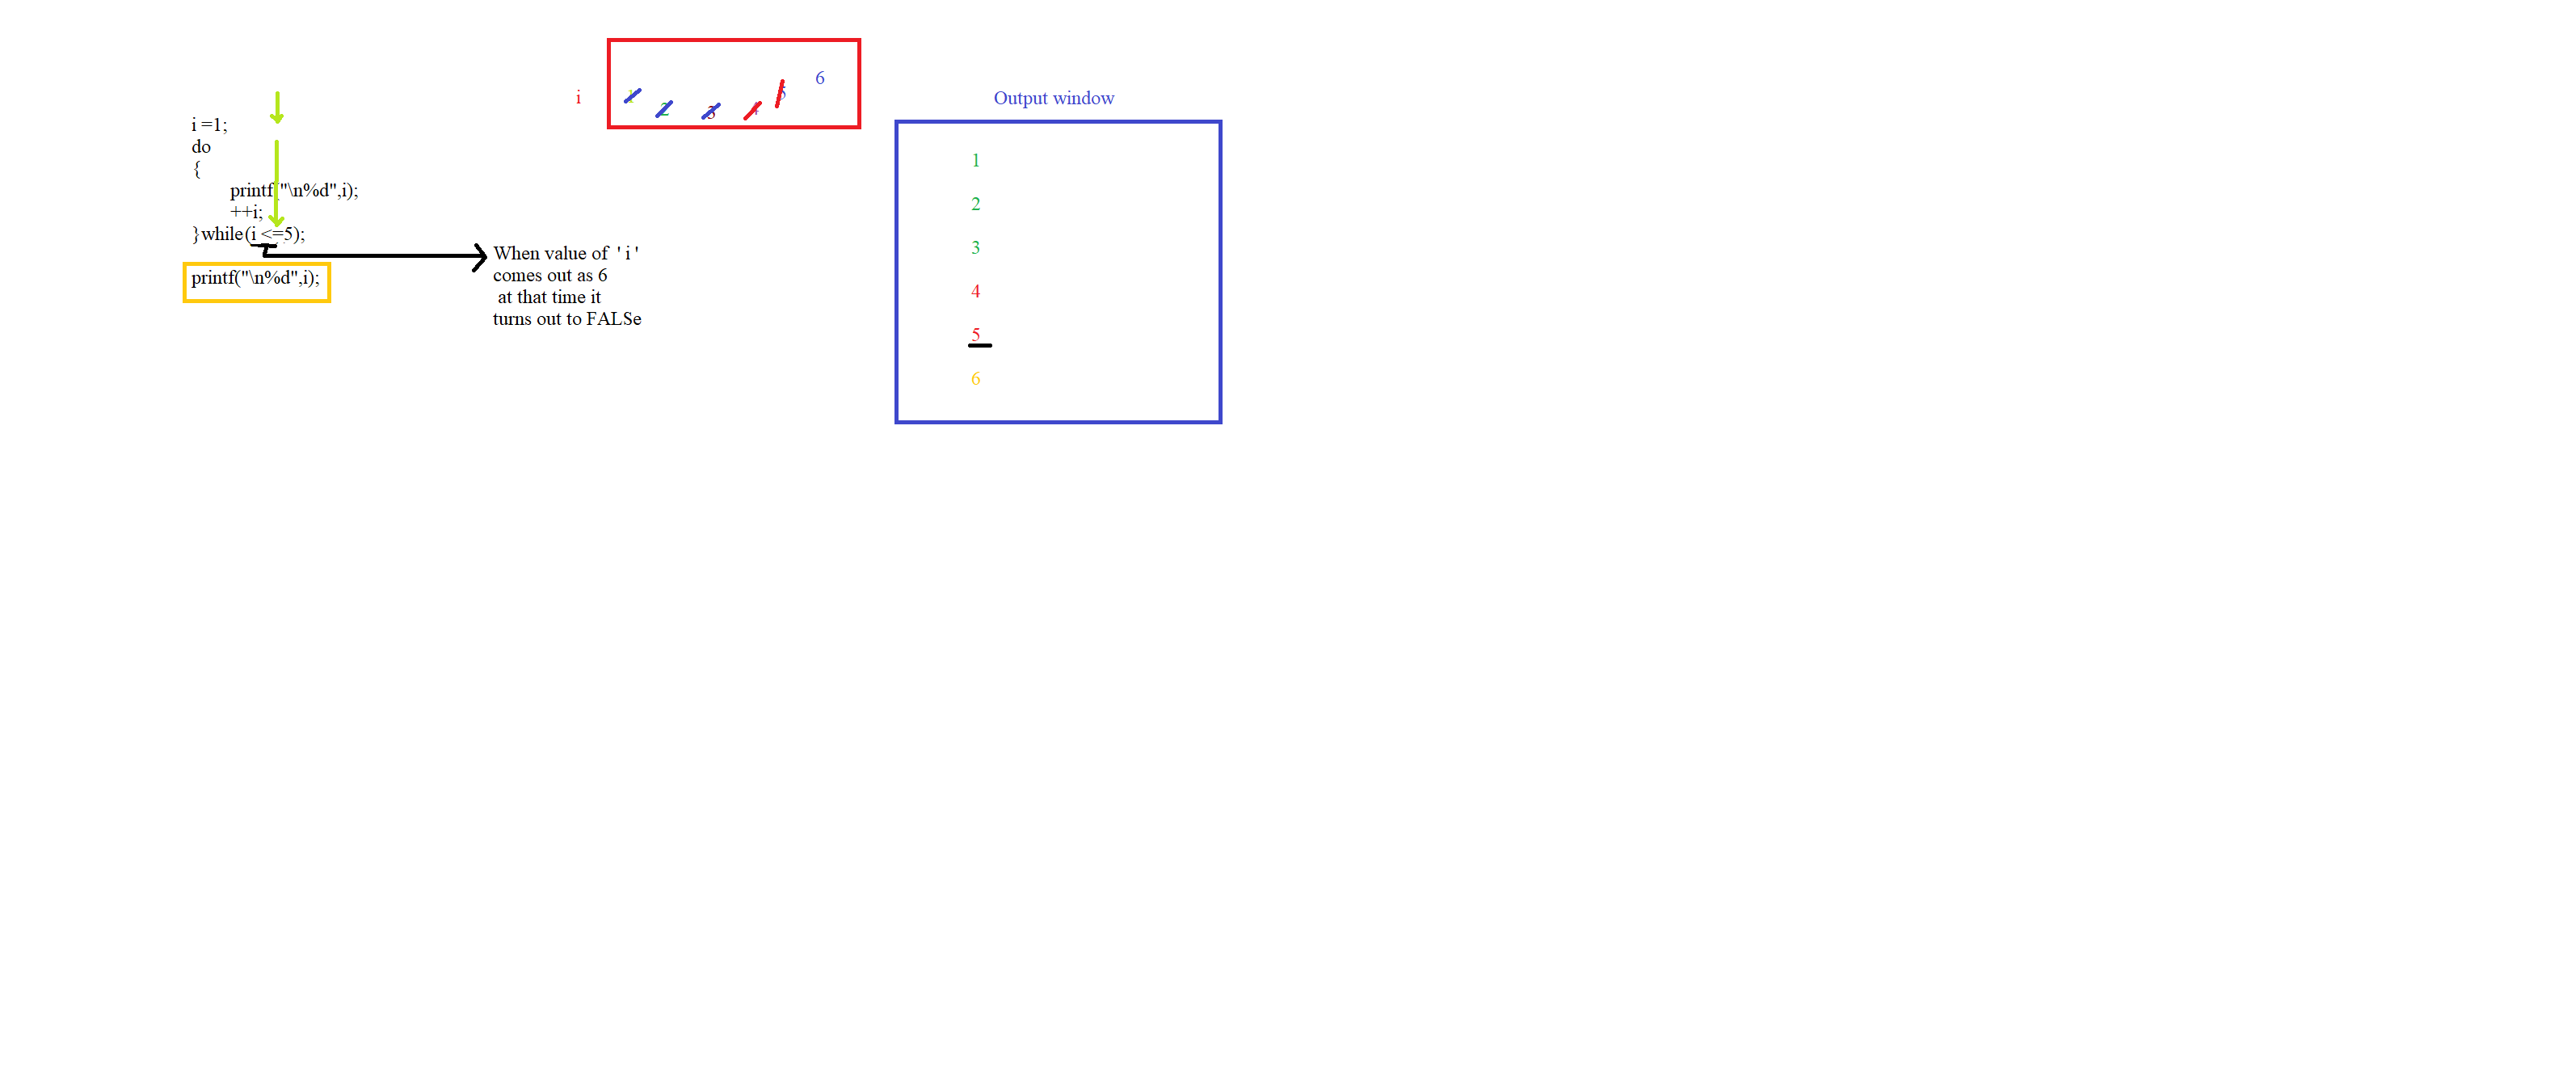 i =1;
do
{
printf("\n%d",i);
++i;
}while(i <=5);
printf("\n%d",i);
When value of ' i '
comes out as 6
at that time it
turns out to FALSe
i
1 2 3 4 5 6
Output window
1
2
3
4
5
6